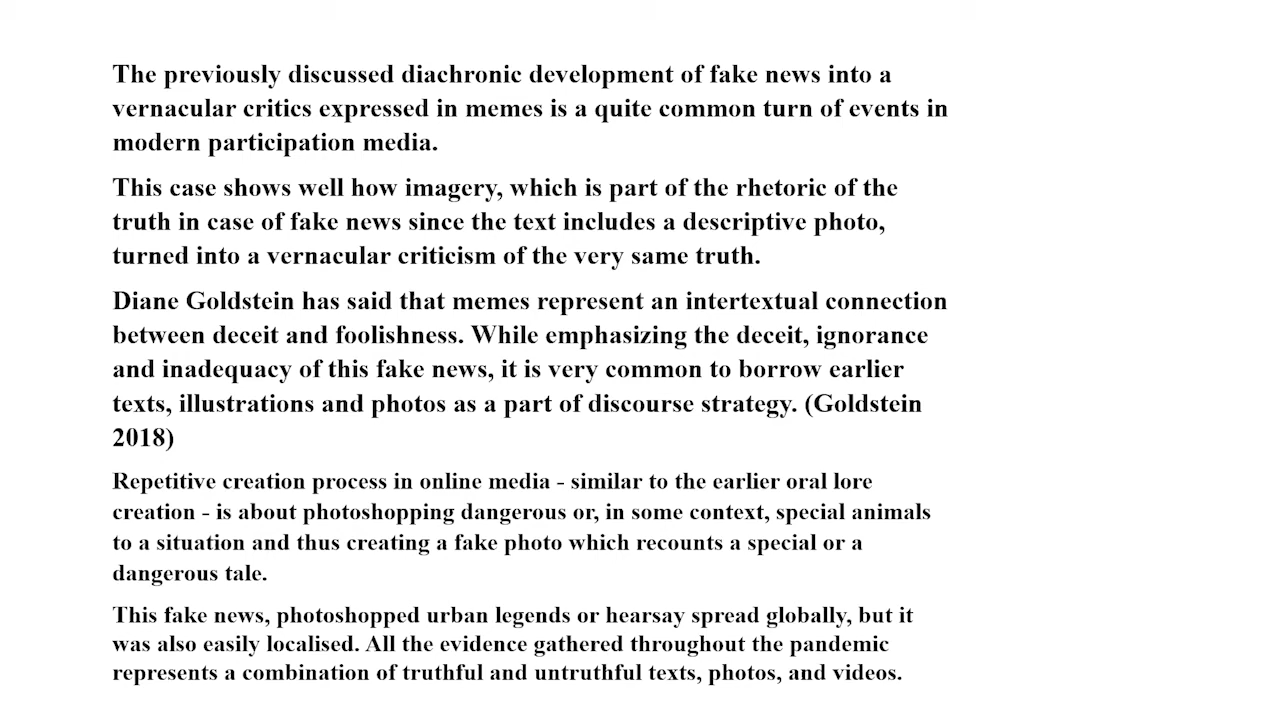 The previously discussed diachronic development of fake news into a
vernacular critics expressed in memes is a quite common turn of events in
modern participation media.
This case shows well how imagery, which is part of the rhetoric of the
truth in case of fake news since the text includes a descriptive photo,
turned into a vernacular criticism of the very same truth.
Diane Goldstein has said that memes represent an intertextual connection
between deceit and foolishness. While emphasizing the deceit, ignorance
and inadequacy of this fake news, it is very common to borrow earlier
texts, illustrations and photos as a part of discourse strategy. (Goldstein
2018)
Repetitive creation process in online media - similar to the earlier oral lore
creation - is about photoshopping dangerous or, in some context, special animals
to a situation and thus creating a fake photo which recounts a special or a
dangerous tale.
This fake news, photoshopped urban legends or hearsay spread globally, but it
was also easily localised. All the evidence gathered throughout the pandemic
represents a combination of truthful and untruthful texts, photos, and videos.